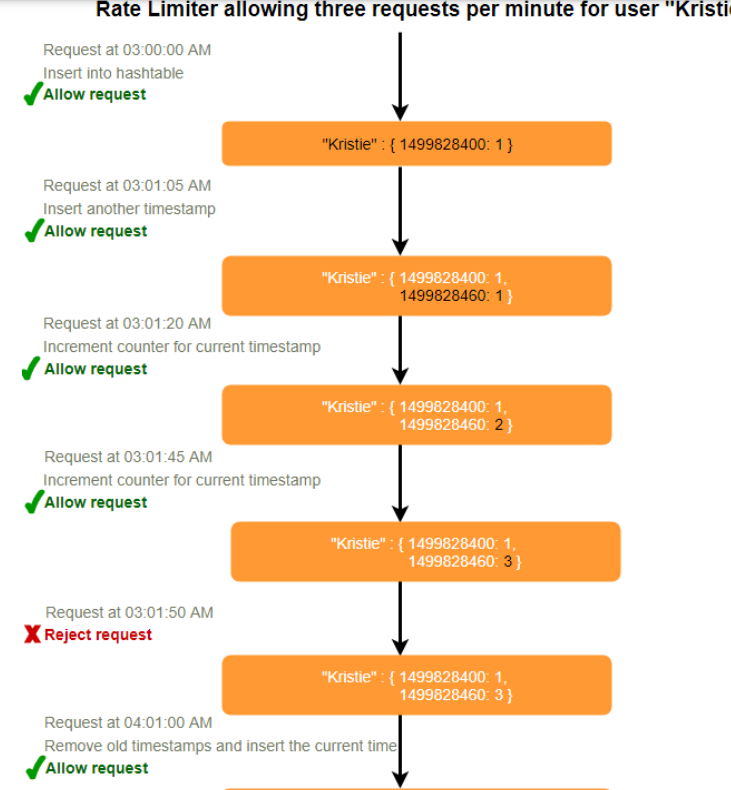 Rate Limiter allowing three requests per minute for user "Kristie
Request at 03:00:00 AM
Insert into hashtable
Allow request
"Kristie" : { 1499828400: 1 }
Request at 03:01:05 AM
Insert another timestamp
Allow request
"Kristie" : { 1499828400: 1,
1499828460: 1 }
Request at 03:01:20 AM
Increment counter for current timestamp
Allow request
"Kristie" : { 1499828400: 1,
1499828460: 2 }
Request at 03:01:45 AM
Increment counter for current timestamp
Allow request
"Kristie" : { 1499828400: 1,
1499828460: 3 }
Request at 03:01:50 AM
Reject request
"Kristie" : { 1499828400: 1,
1499828460: 3 }
Request at 04:01:00 AM
Remove old timestamps and insert the current time
Allow request